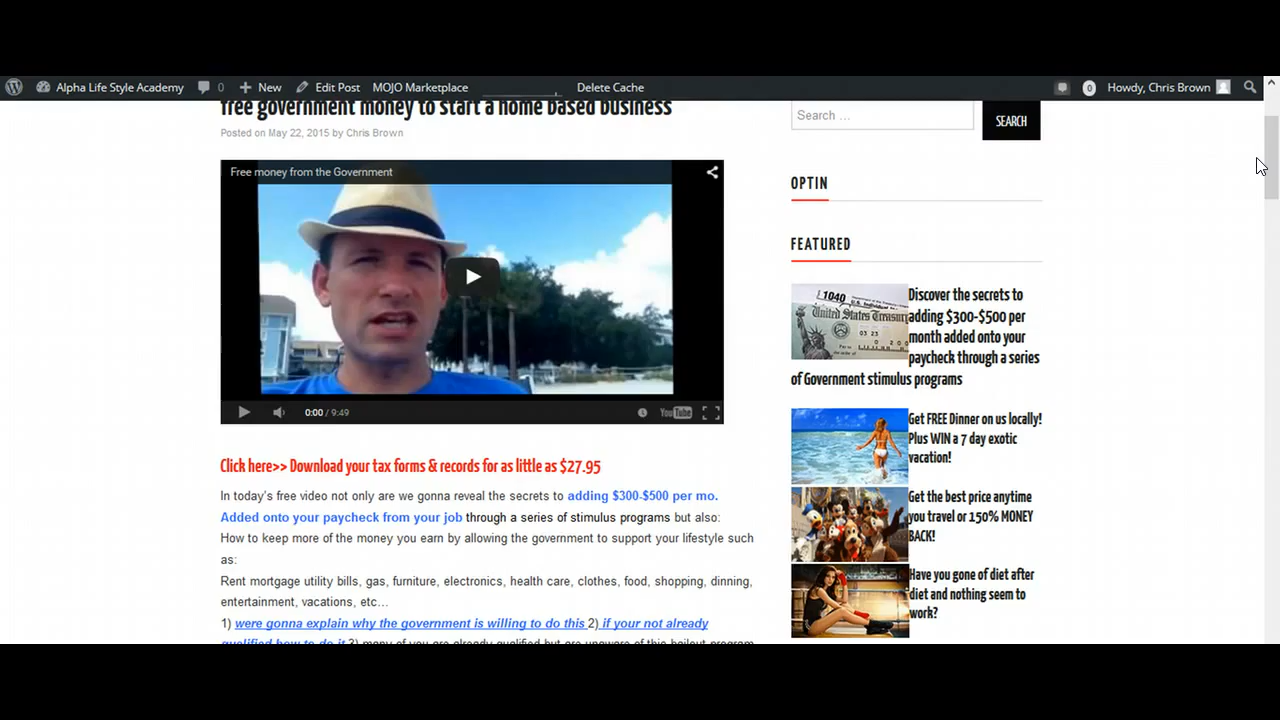 Alpha Life Style Academy 0 New Edit Post MOJO Marketplace Delete Cache 0 Howdy, Chris Brown
free government money to start a home based business
Posted on May 22, 2015 by Chris Brown
Free money from the Government
0:00 / 9:49 YouTube
Click here>> Download your tax forms & records for as little as $27.95
In today's free video not only are we gonna reveal the secrets to adding $300-$500 per mo.
Added onto your paycheck from your job through a series of stimulus programs but also:
How to keep more of the money you earn by allowing the government to support your lifestyle such
as:
Rent mortgage utility bills, gas, furniture, electronics, health care, clothes, food, shopping, dinning,
entertainment, vacations, etc...
1) were gonna explain why the government is willing to do this 2) if your not already
qualified how to do it 3) many of you are already qualified but are unaware of this bailout program
Search ...
SEARCH
OPTIN
FEATURED
1040
United States Treasury
Discover the secrets to
adding $300-$500 per
month added onto your
paycheck through a series
of Government stimulus programs
Get FREE Dinner on us locally!
Plus WIN a 7 day exotic
vacation!
Get the best price anytime
you travel or 150% MONEY
BACK!
Have you gone of diet after
diet and nothing seem to
work?